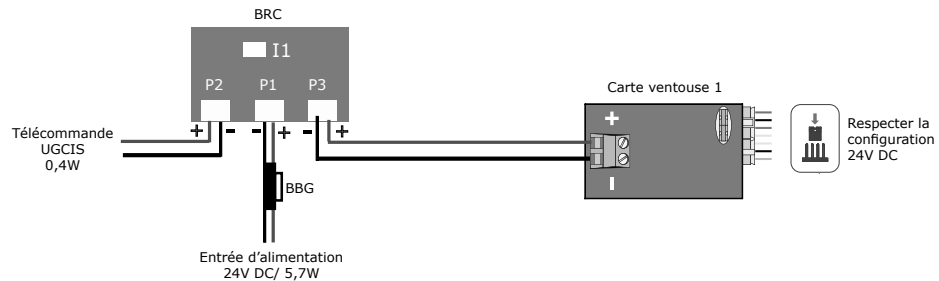 BRC
I1
P2 P1 P3
+ - - + - +
Télécommande
UGCIS
0,4W
BBG
Entrée d’alimentation
24V DC/ 5,7W
Carte ventouse 1
+
-
Respecter la
configuration
24V DC